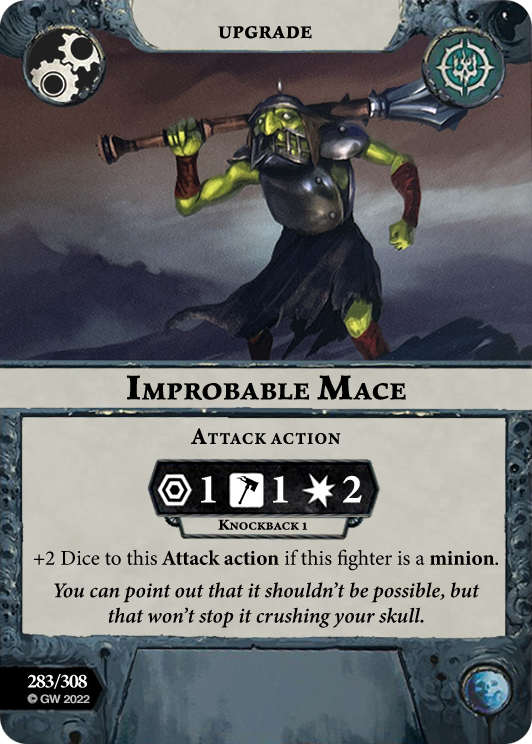 UPGRADE
IMPROBABLE MACE
ATTACK ACTION
1 1 2
KNOCKBACK 1
+2 Dice to this Attack action if this fighter is a minion.
You can point out that it shouldn't be possible, but
that won't stop it crushing your skull.
283/308
© GW 2022